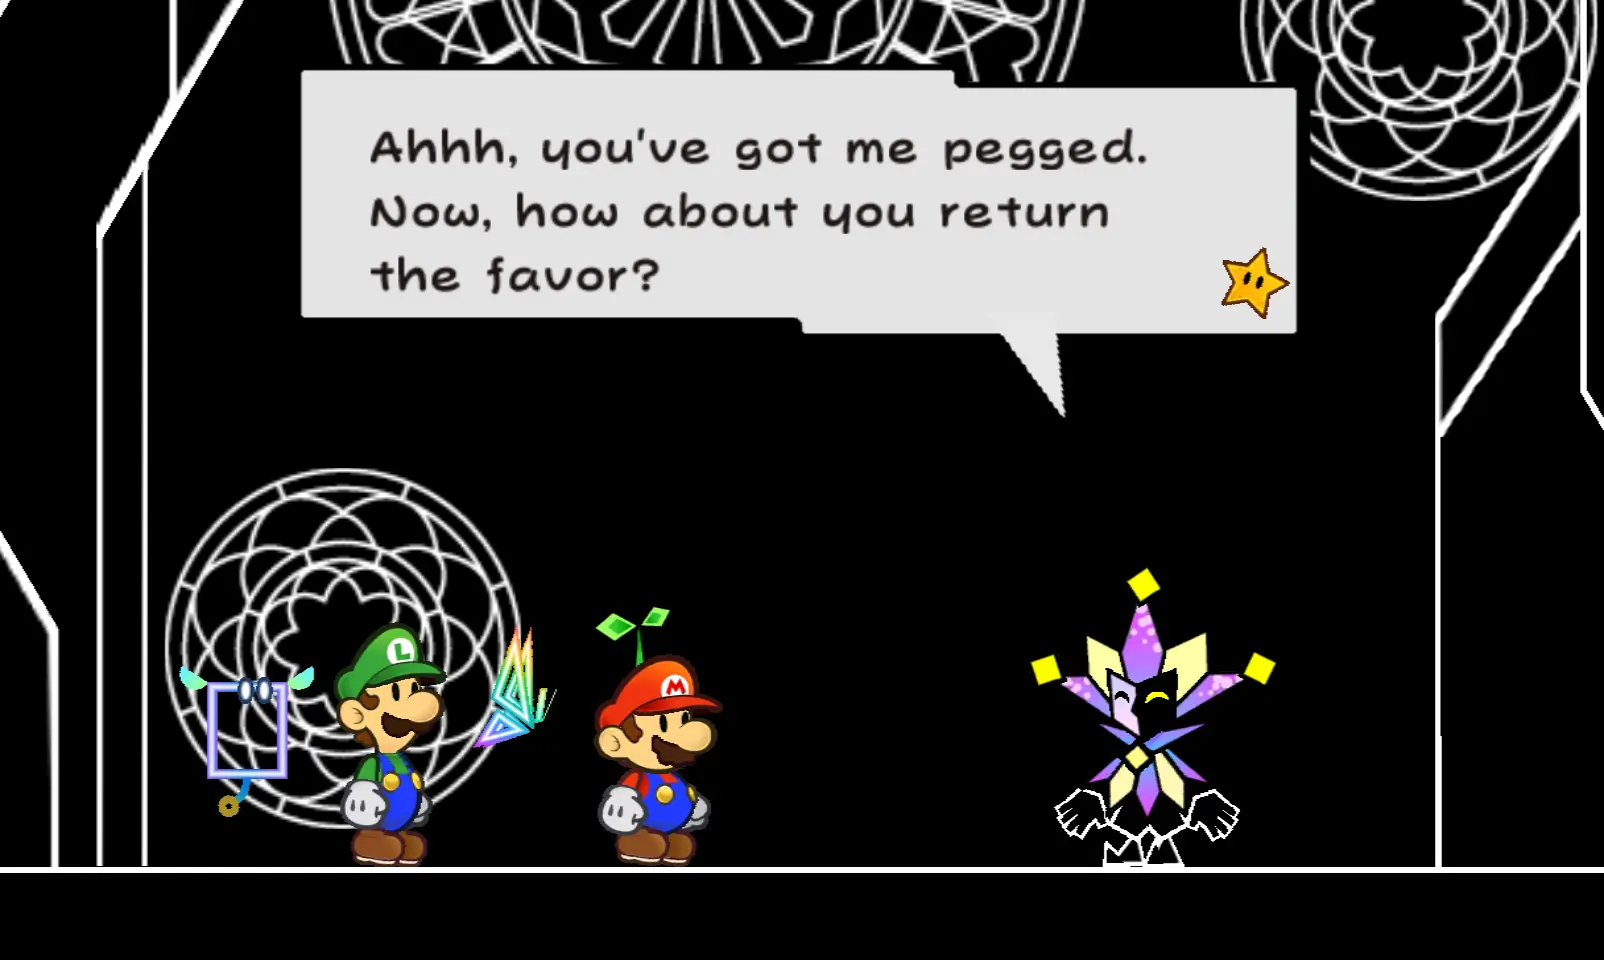 Ahhh, you've got me pegged.
Now, how about you return
the favor?
L
M